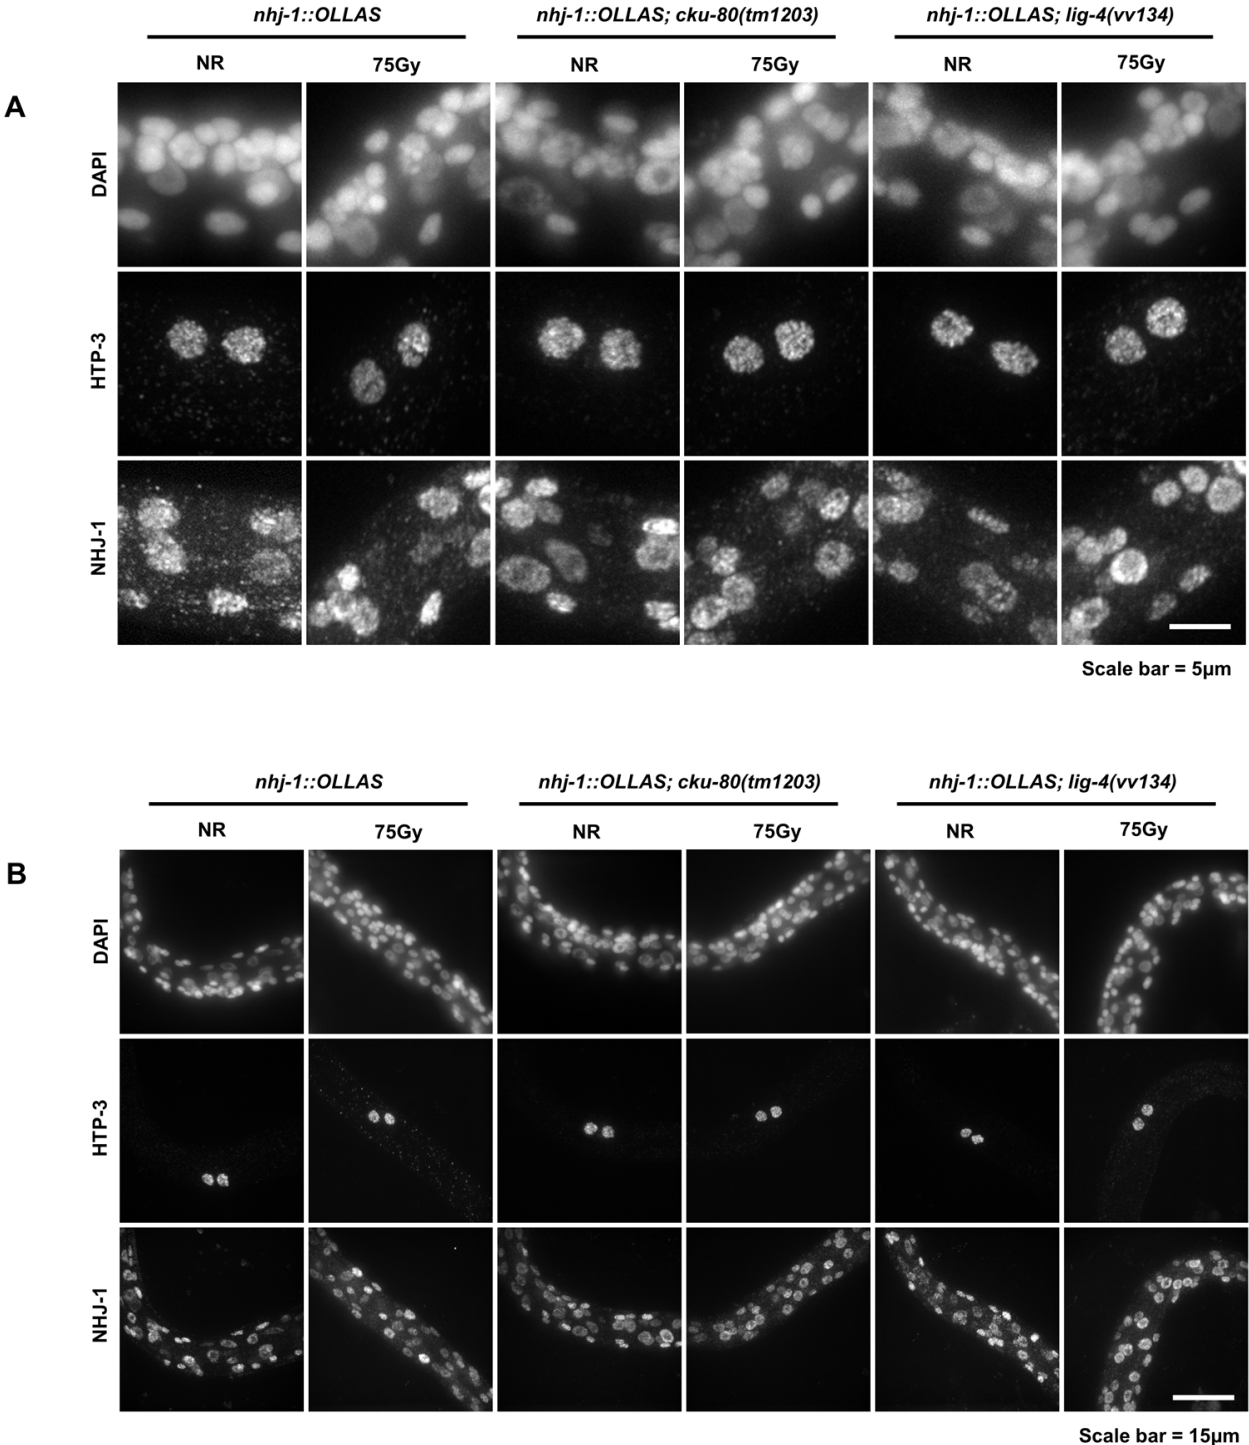 nhj-1::OLLAS nhj-1::OLLAS; cku-80(tm1203) nhj-1::OLLAS; lig-4(vv134)
NR 75Gy NR 75Gy NR 75Gy
A
DAPI
HTP-3
NHJ-1
Scale bar = 5µm
nhj-1::OLLAS nhj-1::OLLAS; cku-80(tm1203) nhj-1::OLLAS; lig-4(vv134)
NR 75Gy NR 75Gy NR 75Gy
B
DAPI
HTP-3
NHJ-1
Scale bar = 15µm